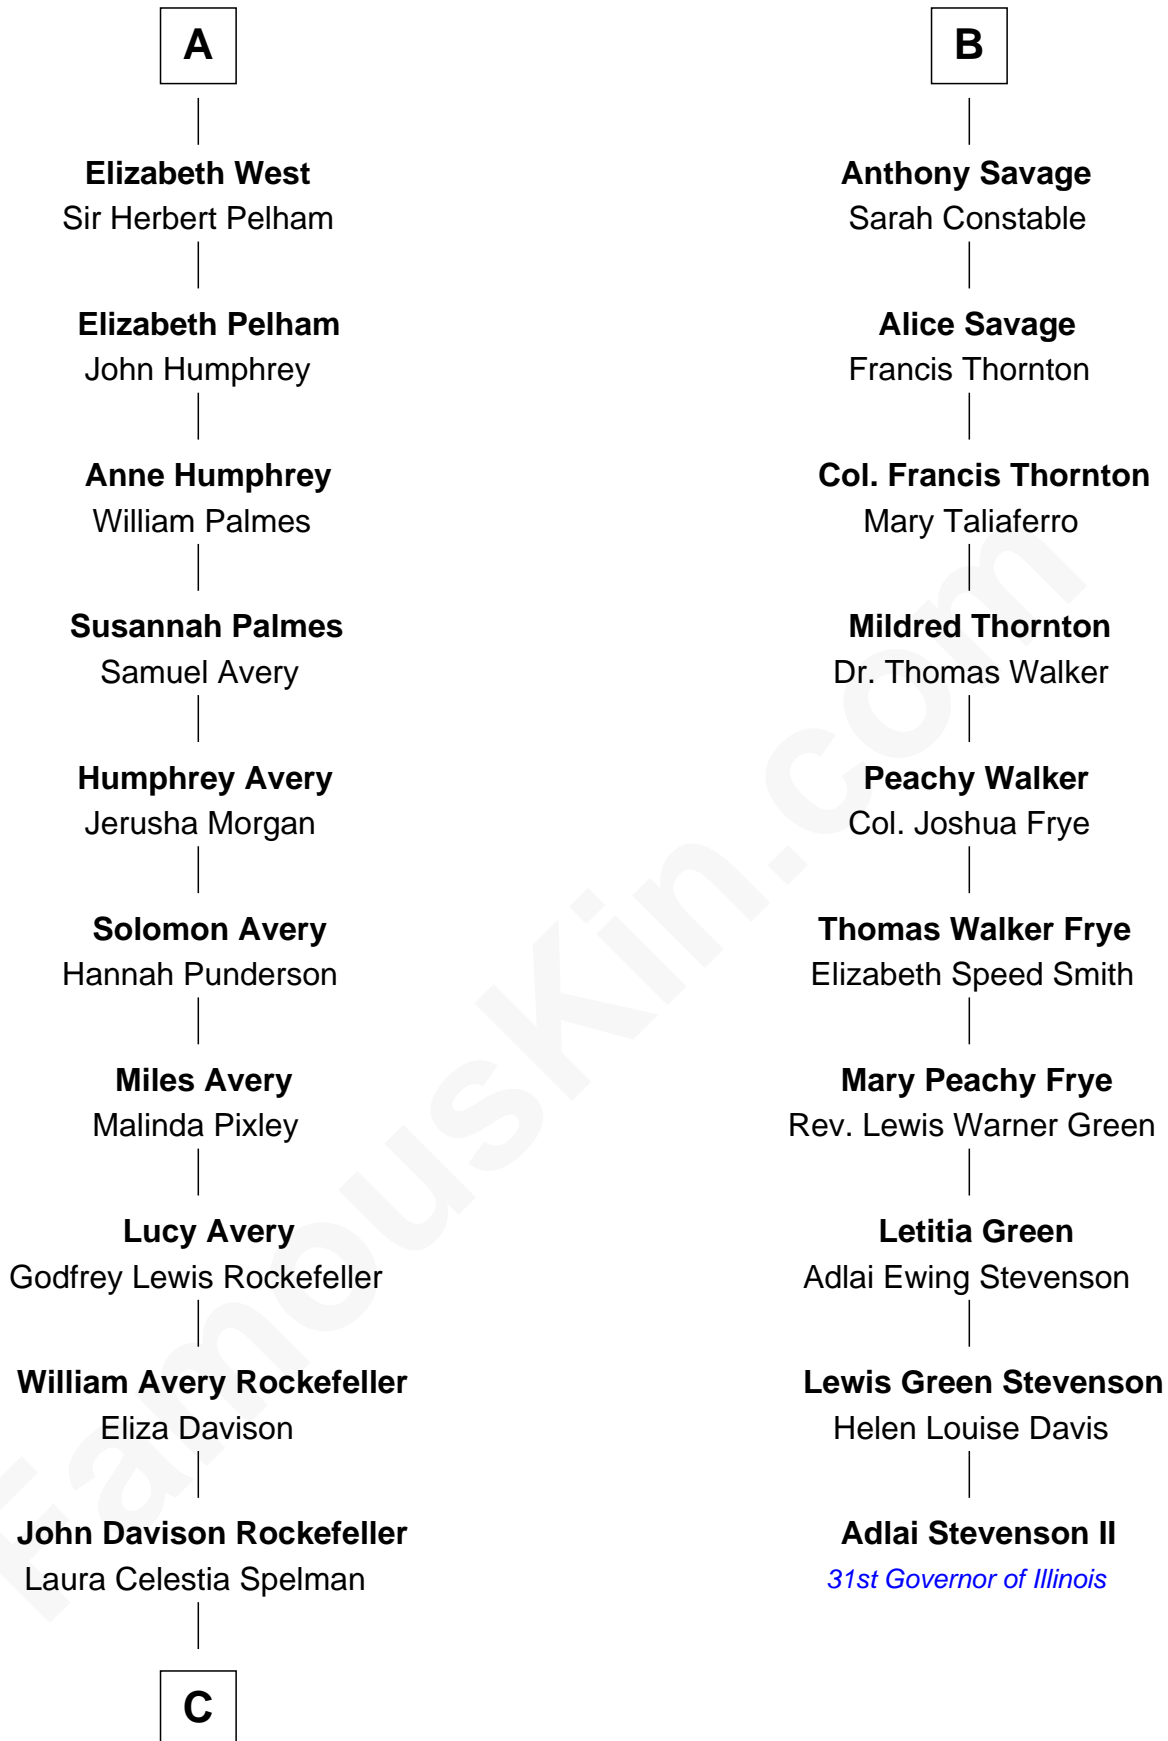 A
Elizabeth West
Sir Herbert Pelham
Elizabeth Pelham
John Humphrey
Anne Humphrey
William Palmes
Susannah Palmes
Samuel Avery
Humphrey Avery
Jerusha Morgan
Solomon Avery
Hannah Punderson
Miles Avery
Malinda Pixley
Lucy Avery
Godfrey Lewis Rockefeller
William Avery Rockefeller
Eliza Davison
John Davison Rockefeller
Laura Celestia Spelman
C
B
Anthony Savage
Sarah Constable
Alice Savage
Francis Thornton
Col. Francis Thornton
Mary Taliaferro
Mildred Thornton
Dr. Thomas Walker
Peachy Walker
Col. Joshua Frye
Thomas Walker Frye
Elizabeth Speed Smith
Mary Peachy Frye
Rev. Lewis Warner Green
Letitia Green
Adlai Ewing Stevenson
Lewis Green Stevenson
Helen Louise Davis
Adlai Stevenson II
31st Governor of Illinois
FamousKin.com